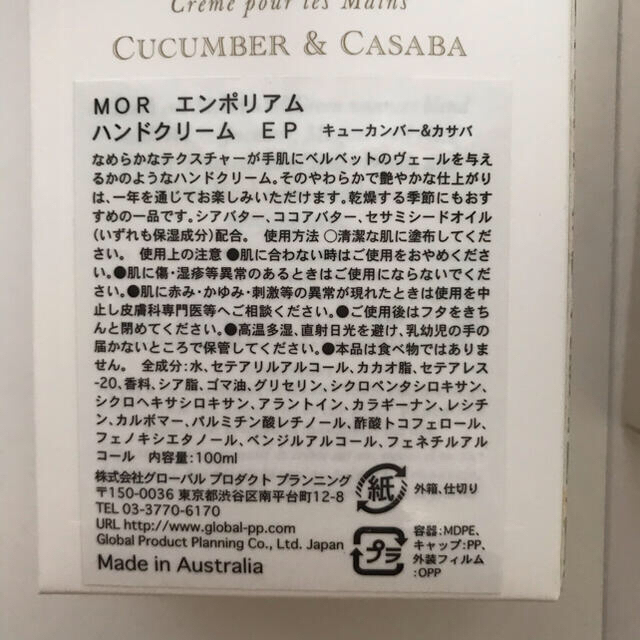 Crème pour les Mains
CUCUMBER & CASABA
MOR エンポリアム
ハンドクリーム EP キューカンバー&カサバ
なめらかなテクスチャーが手肌にベルベットのヴェールを与え
るかのようなハンドクリーム。そのやわらかで艶やかな仕上がり
は、一年を通じてお楽しみいただけます。乾燥する季節にもおす
すめの一品です。シアバター、ココアバター、セサミシードオイル
(いずれも保湿成分)配合。 使用方法 〇清潔な肌に塗布してくだ
さい。 使用上の注意 ●肌に合わない時はご使用をおやめくださ
い。●肌に傷・湿疹等異常のあるときはご使用にならないでくだ
さい。●肌に赤み・かゆみ・刺激等の異常が現れたときは使用を中
止し皮膚科専門医等へご相談ください。●ご使用後はフタをきち
んと閉めてください。●高温多湿、直射日光を避け、乳幼児の手の
届かないところで保管してください。●本品は食べ物ではありま
せん。 全成分:水、セテアリルアルコール、カカオ脂、セテアレス
-20、香料、シア脂、ゴマ油、グリセリン、シクロペンタシロキサン、
シクロヘキサシロキサン、アラントイン、カラギーナン、レシチ
ン、カルボマー、パルミチン酸レチノール、酢酸トコフェロール、
フェノキシエタノール、ベンジルアルコール、フェネチルアル
コール 内容量:100ml
株式会社グローバル プロダクト プランニング
〒150-0036 東京都渋谷区南平台町12-8
TEL 03-3770-6170
URL http://www.global-pp.com
Global Product Planning Co., Ltd. Japan
Made in Australia
紙 外箱、仕切り
プラ 容器:MDPE、
キャップ:PP、
外装フィルム
:OPP